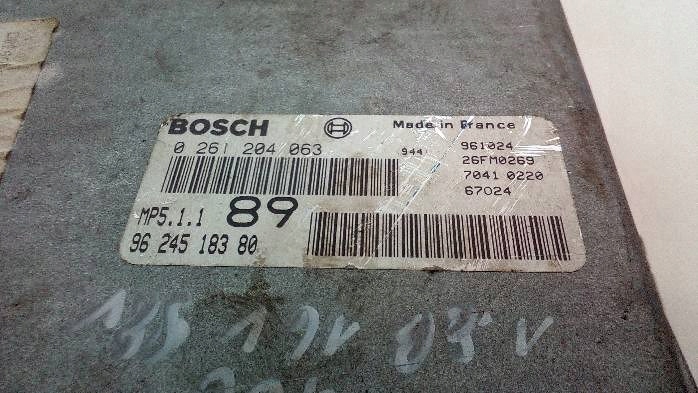 BOSCH Made in France
0 261 204 063 944 961024
26FM0269
7041 0220
67024
MP5.1.1 89
96 245 183 80